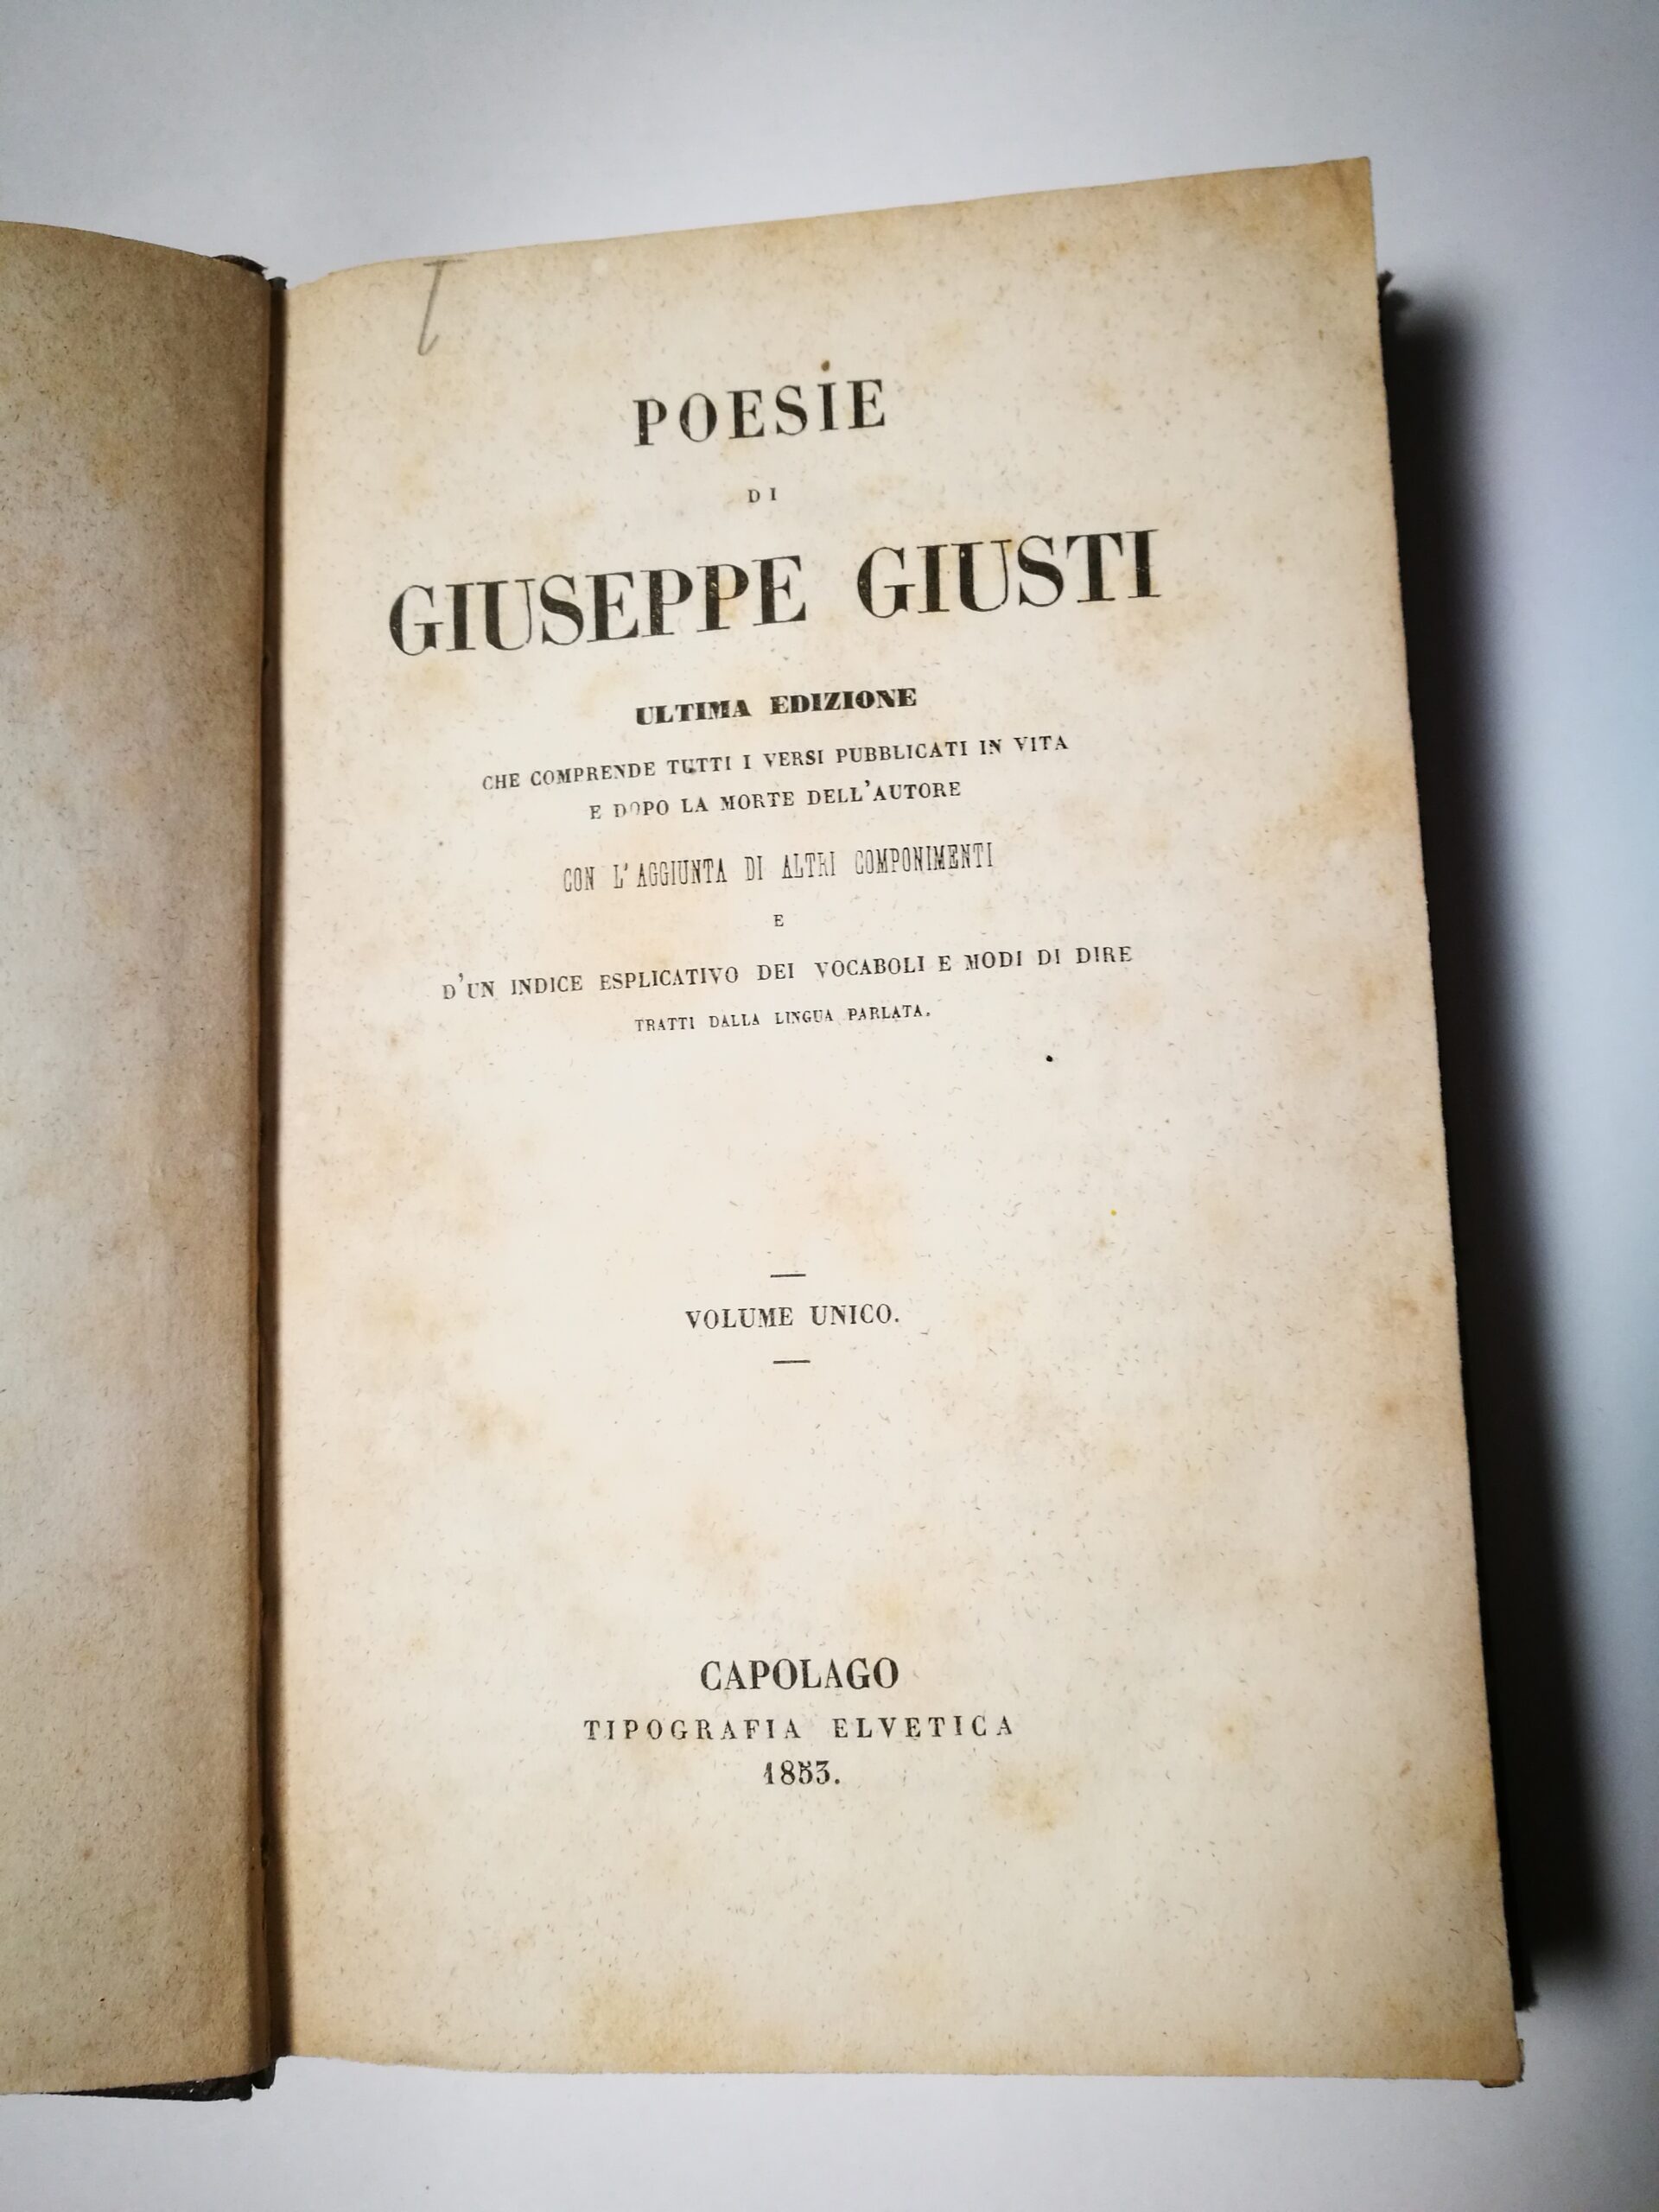 POESIE
DI
GIUSEPPE GIUSTI
ULTIMA EDIZIONE
CHE COMPRENDE TUTTI I VERSI PUBBLICATI IN VITA
E DOPO LA MORTE DELL'AUTORE
CON L'AGGIUNTA DI ALTRI COMPONIMENTI
E
D'UN INDICE ESPLICATIVO DEI VOCABOLI E MODI DI DIRE
TRATTI DALLA LINGUA PARLATA.
VOLUME UNICO.
CAPOLAGO
TIPOGRAFIA ELVETICA
1853.